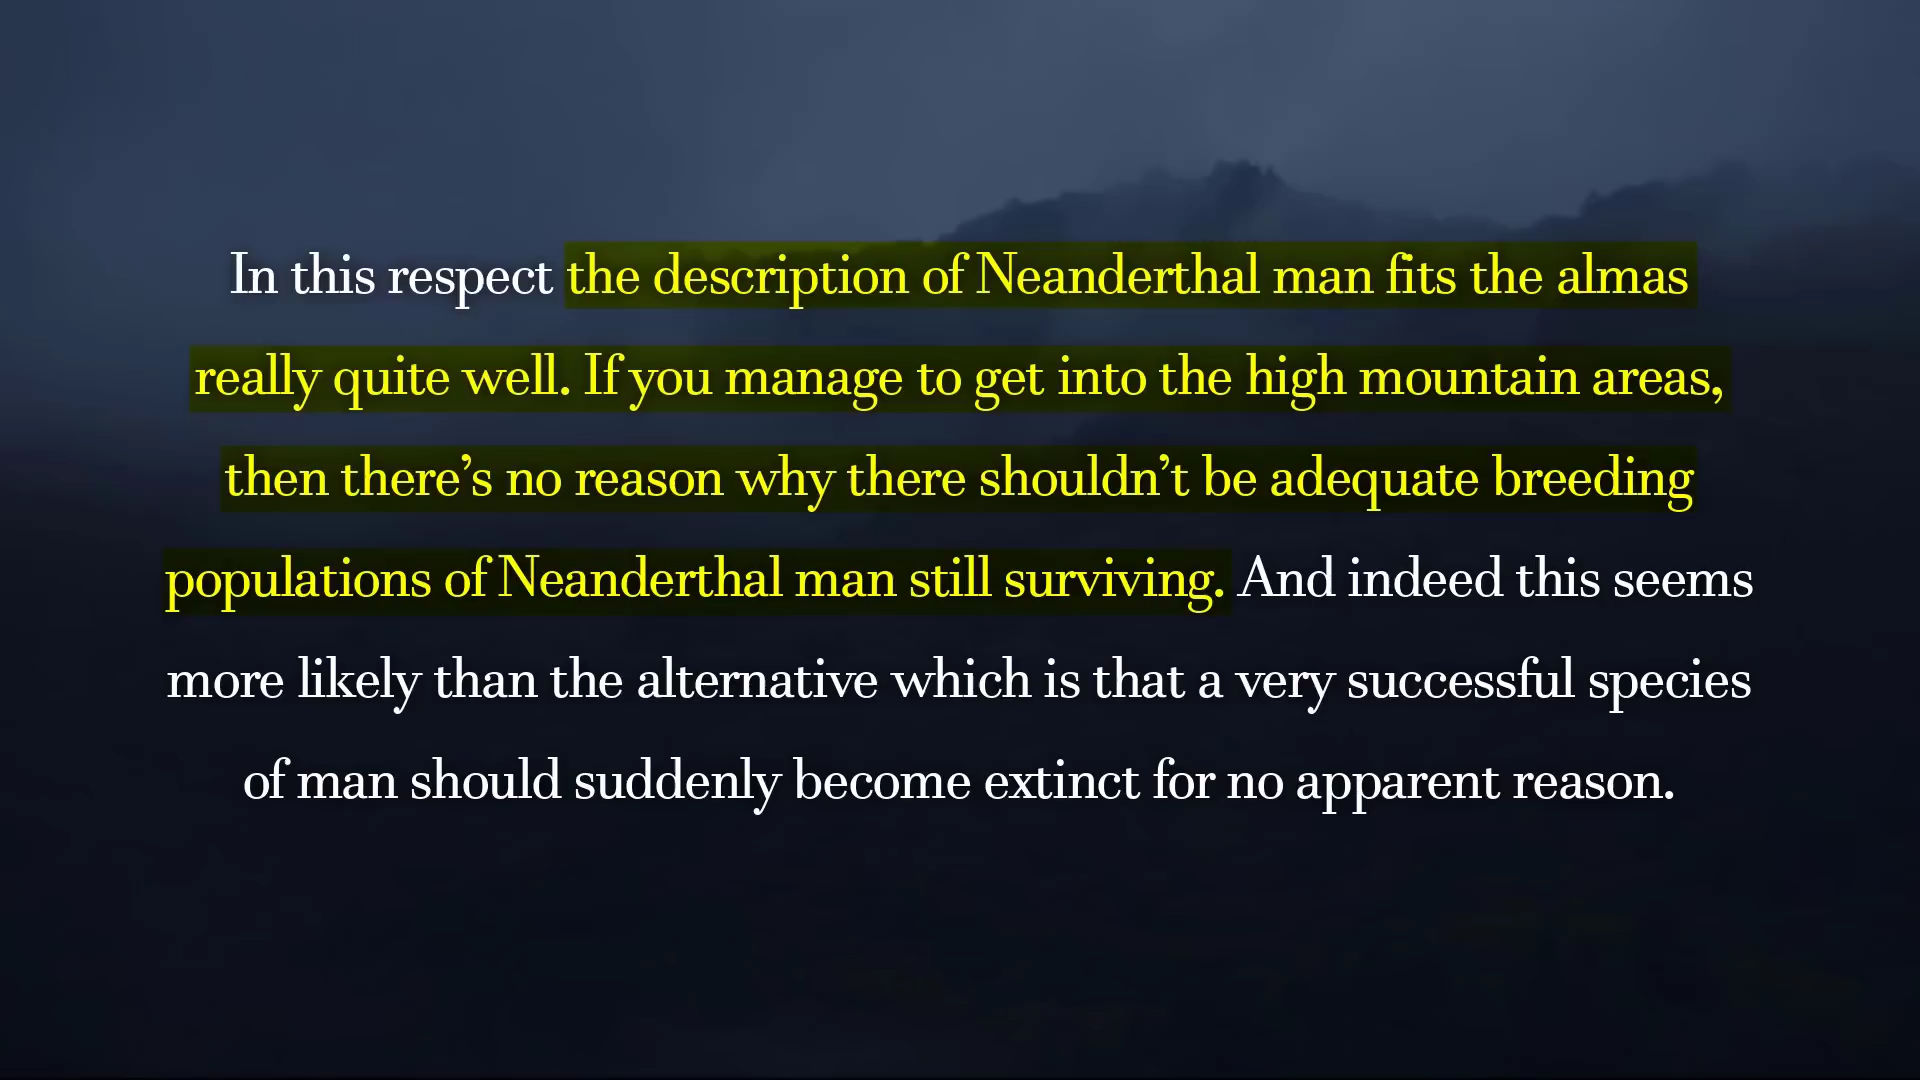 In this respect the description of Neanderthal man fits the almas
really quite well. If you manage to get into the high mountain areas,
then there’s no reason why there shouldn’t be adequate breeding
populations of Neanderthal man still surviving. And indeed this seems
more likely than the alternative which is that a very successful species
of man should suddenly become extinct for no apparent reason.